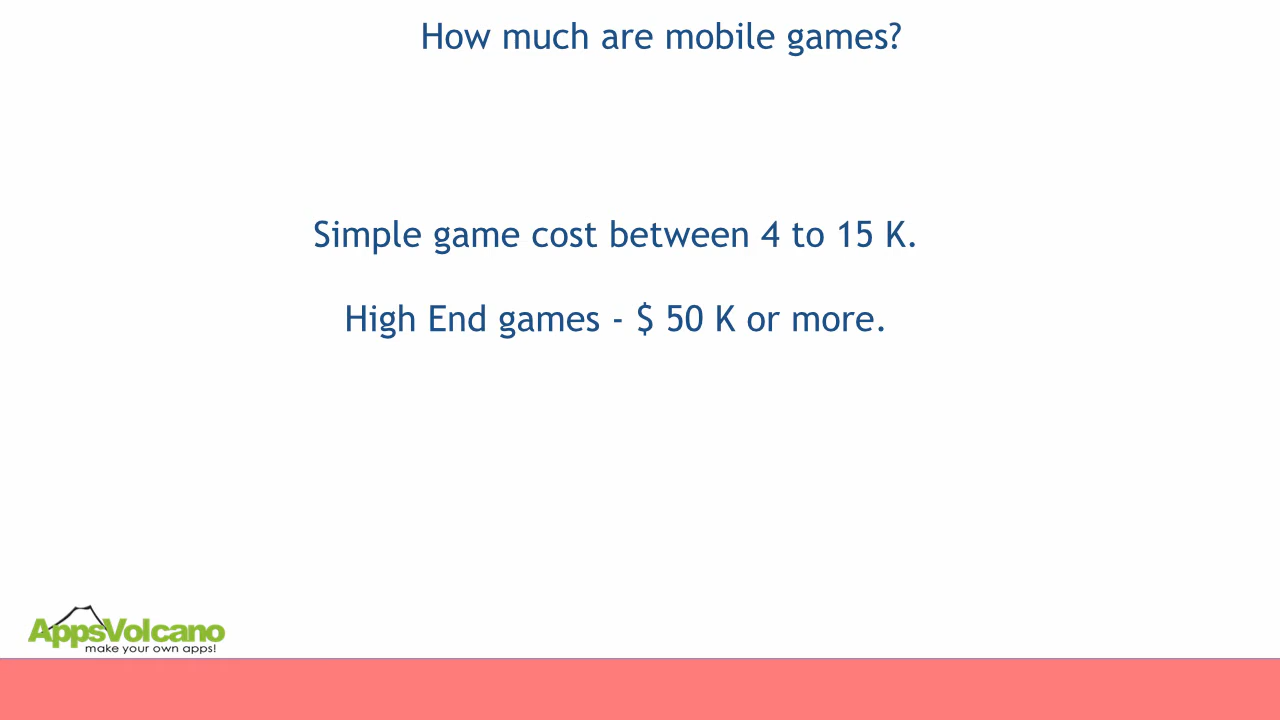 How much are mobile games?
Simple game cost between 4 to 15 K.
High End games - $ 50 K or more.
AppsVolcano
make your own apps!